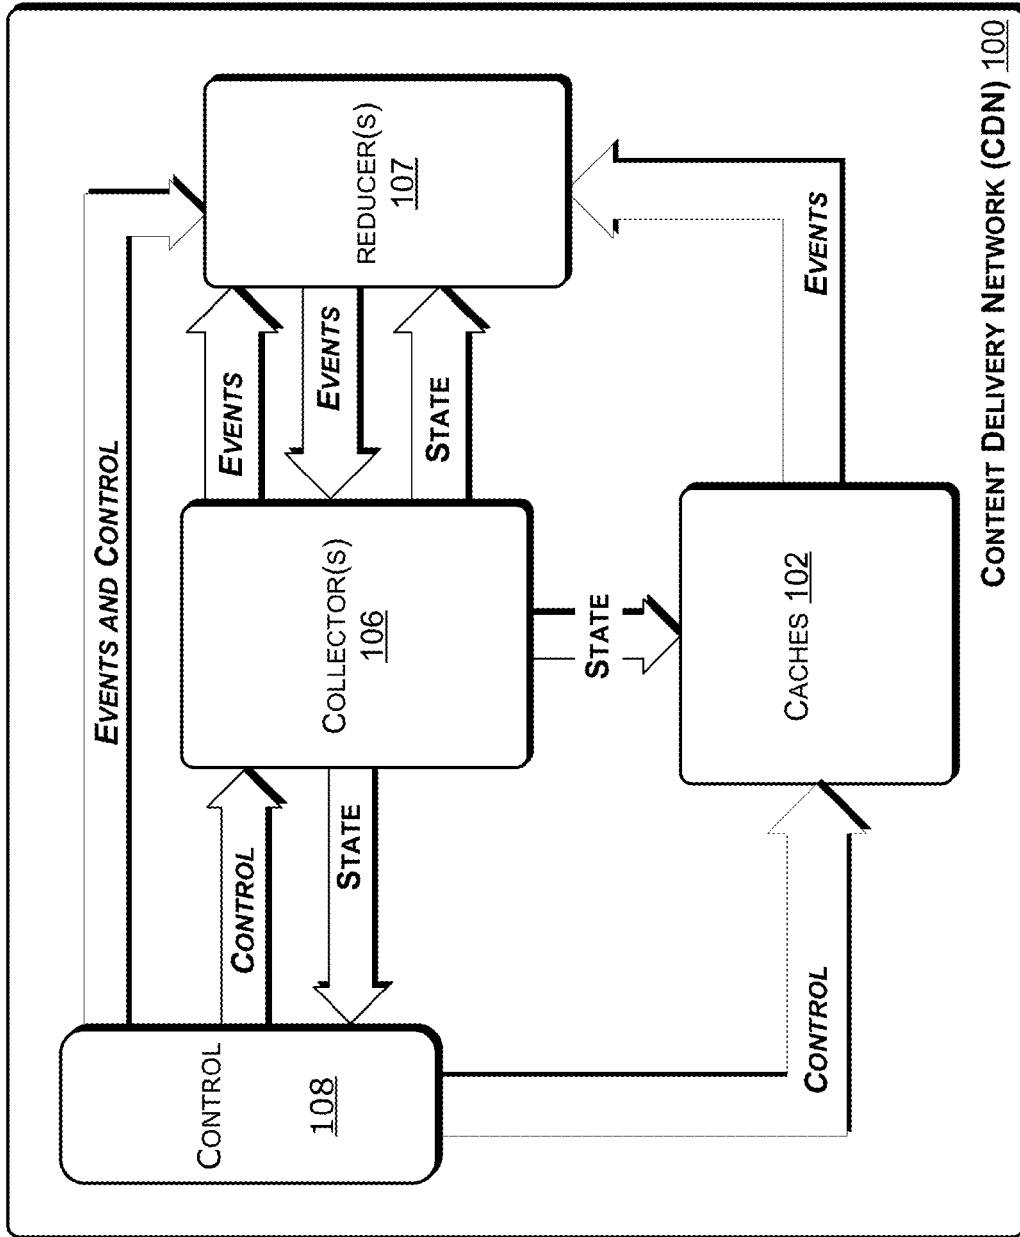 EVENTS AND CONTROL
CONTROL
108
CONTROL
STATE
COLLECTOR(S)
106
EVENTS
EVENTS
STATE
REDUCER(S)
107
STATE
CONTROL
CACHES 102
EVENTS
CONTENT DELIVERY NETWORK (CDN) 100